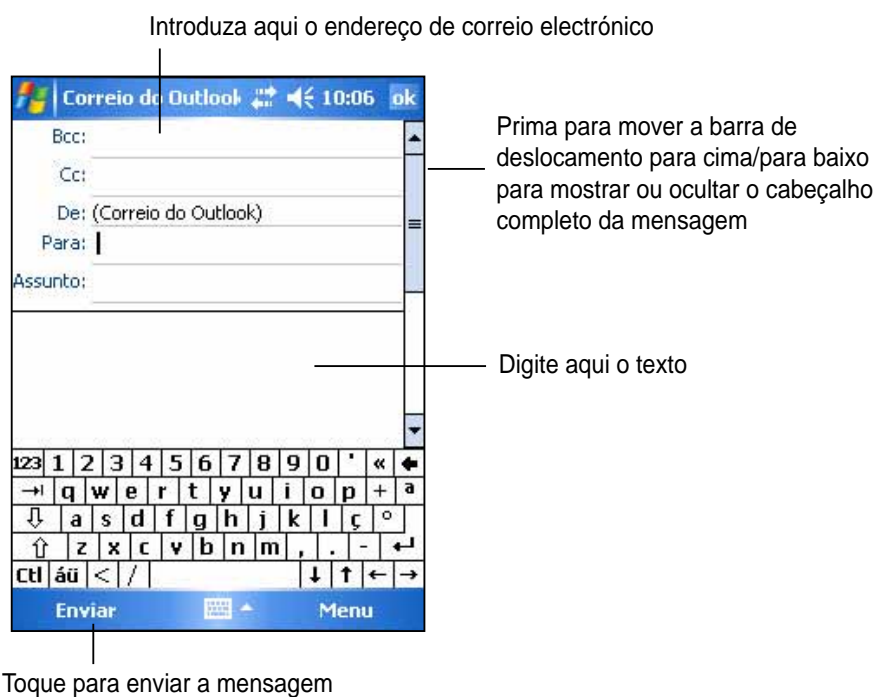 Introduza aqui o endereço de correio electrónico
Correio do Outlook 10:06 ok
Bcc:
Cc:
De: (Correio do Outlook)
Para:
Assunto:
Prima para mover a barra de
deslocamento para cima/para baixo
para mostrar ou ocultar o cabeçalho
completo da mensagem
Digite aqui o texto
123 1 2 3 4 5 6 7 8 9 0 ' «
q w e r t y u i o p + ª
a s d f g h j k l ç º
z x c v b n m , . -
Ctl áü < / ↓ ↑ ← →
Enviar Menu
Toque para enviar a mensagem